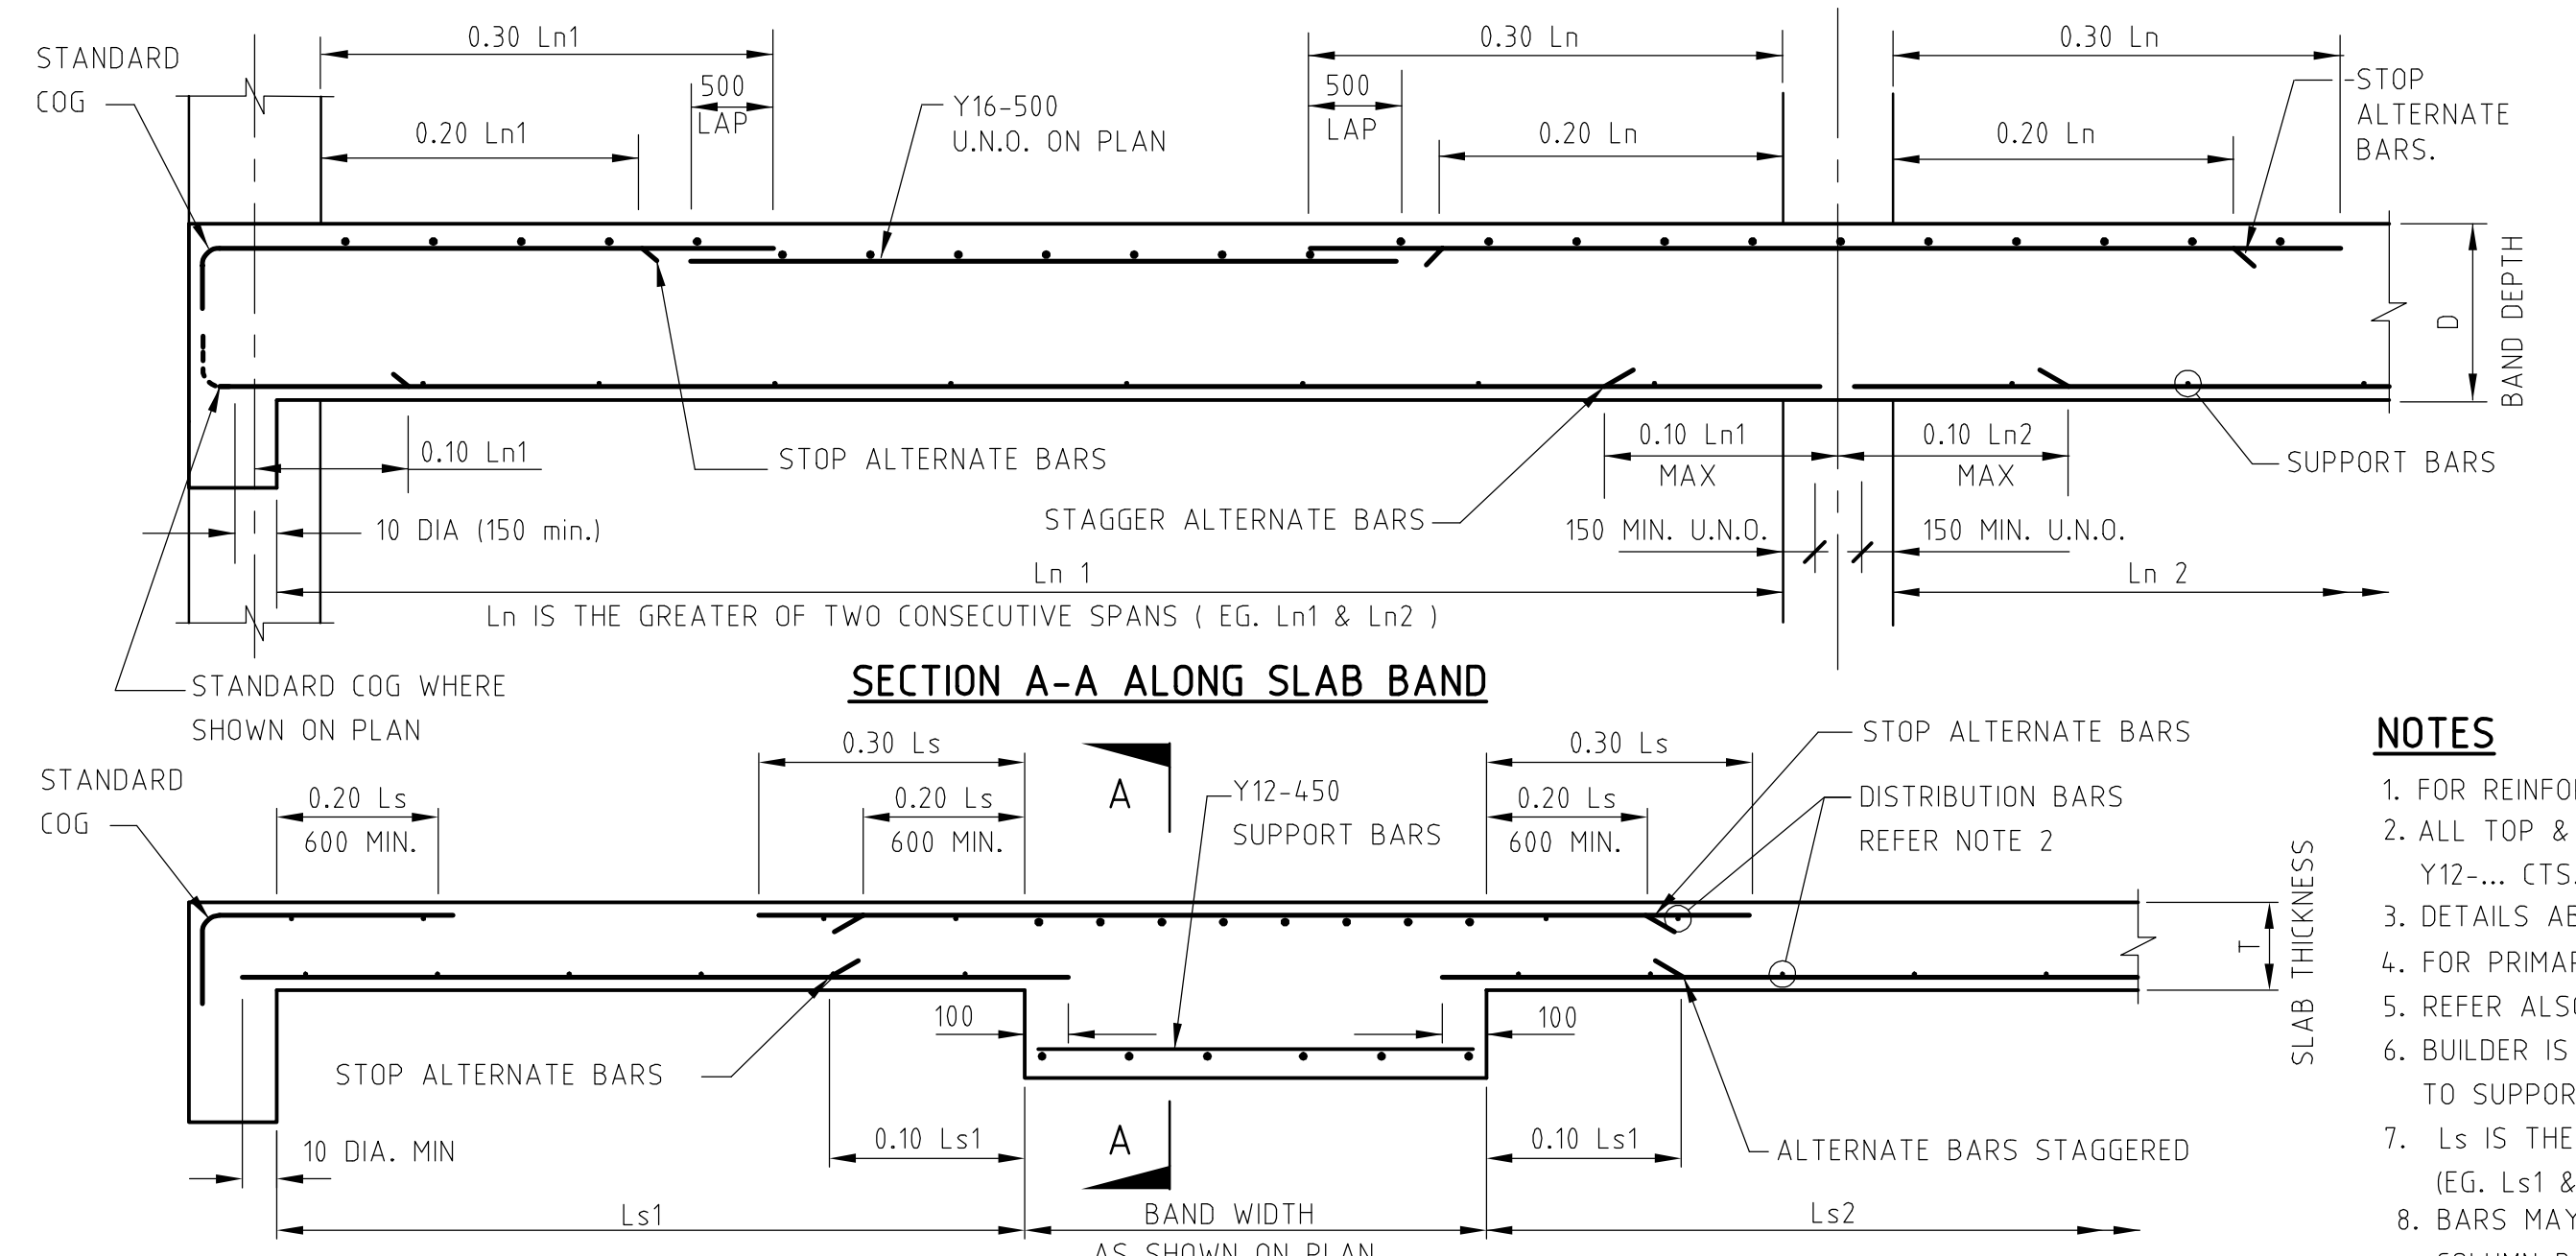 STANDARD
COG
0.30 Ln1
500
LAP
0.20 Ln1
Y16-500
U.N.O. ON PLAN
0.30 Ln
500
LAP
0.20 Ln
0.30 Ln
0.20 Ln
STOP
ALTERNATE
BARS.
D
BAND DEPTH
0.10 Ln1
STOP ALTERNATE BARS
0.10 Ln1
MAX
0.10 Ln2
MAX
SUPPORT BARS
10 DIA (150 min.)
STAGGER ALTERNATE BARS
150 MIN. U.N.O.
150 MIN. U.N.O.
Ln 1
Ln 2
Ln IS THE GREATER OF TWO CONSECUTIVE SPANS ( EG. Ln1 & Ln2 )
STANDARD COG WHERE
SHOWN ON PLAN
SECTION A-A ALONG SLAB BAND
STANDARD
COG
0.20 Ls
600 MIN.
0.30 Ls
0.20 Ls
600 MIN.
A
Y12-450
SUPPORT BARS
0.30 Ls
0.20 Ls
600 MIN.
STOP ALTERNATE BARS
DISTRIBUTION BARS
REFER NOTE 2
T
SLAB THICKNESS
100
100
STOP ALTERNATE BARS
10 DIA. MIN
0.10 Ls1
A
0.10 Ls1
ALTERNATE BARS STAGGERED
Ls1
BAND WIDTH
AS SHOWN ON PLAN
Ls2
NOTES
1. FOR
2. ALL TOP &
Y12-... CTS.
3. DETAILS
4. FOR
5. REFER
6. BUILDER IS
TO
7. Ls IS THE
(EG. Ls1 &
8. BARS MAY